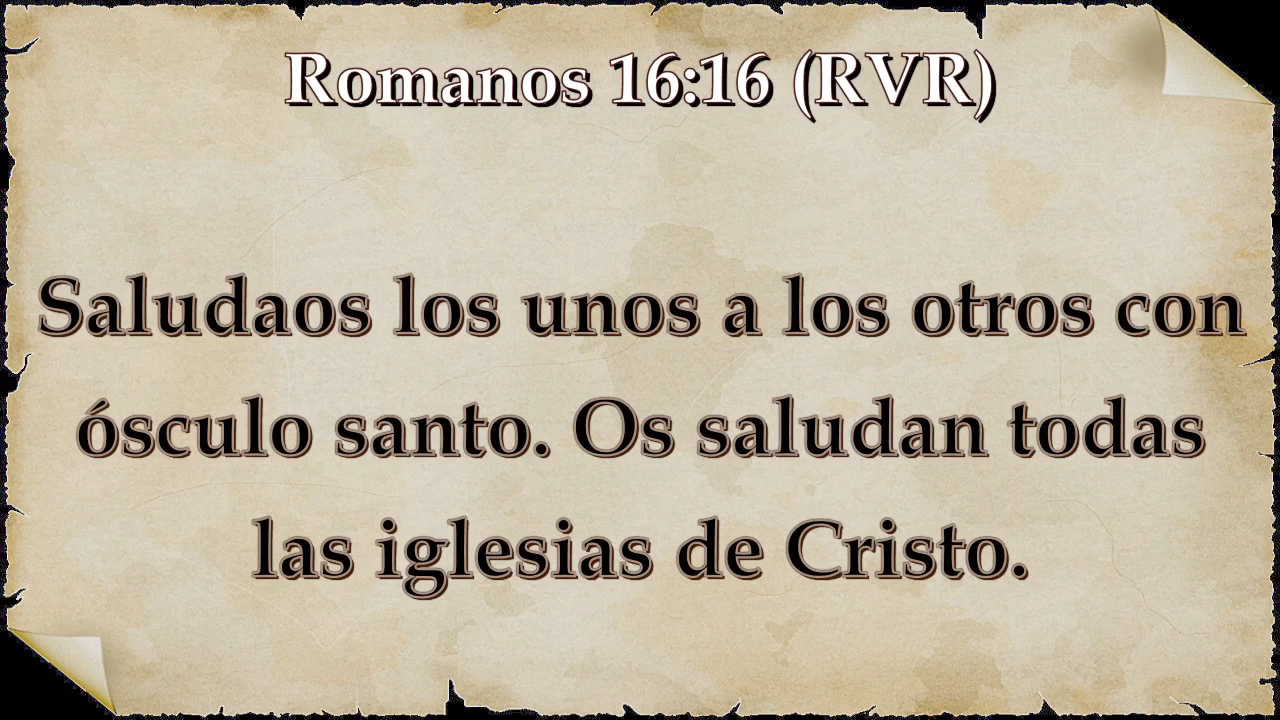 Romanos 16:16 (RVR)
Saludaos los unos a los otros con
ósculo santo. Os saludan todas
las iglesias de Cristo.